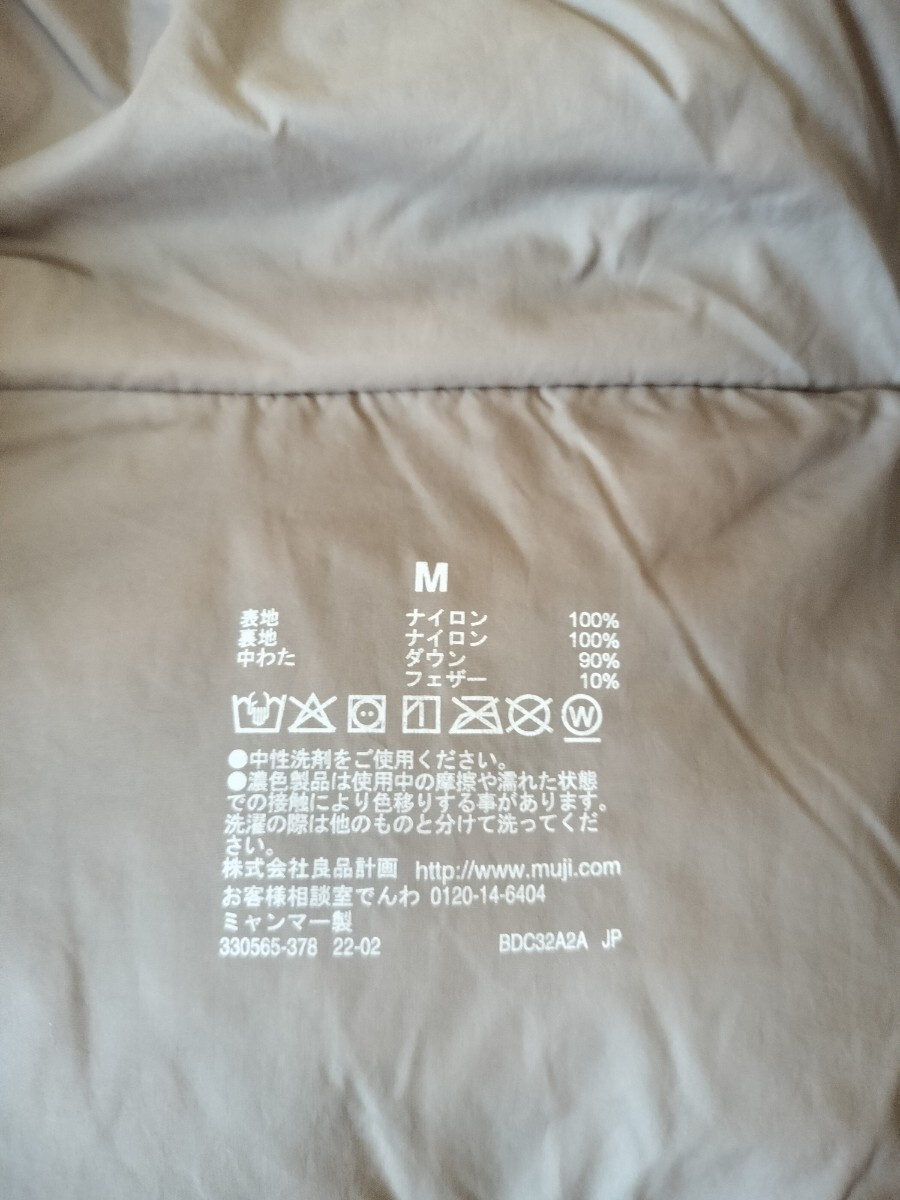 M
表地 ナイロン 100%
裏地 ナイロン 100%
中わた ダウン 90%
フェザー 10%
W
●中性洗剤をご使用ください。
●濃色製品は使用中の摩擦や濡れた状態
での接触により色移りする事があります。
洗濯の際は他のものと分けて洗ってくだ
さい。
株式会社良品計画 http://www.muji.com
お客様相談室でんわ 0120-14-6404
ミャンマー製
330565-378 22-02 BDC32A2A JP